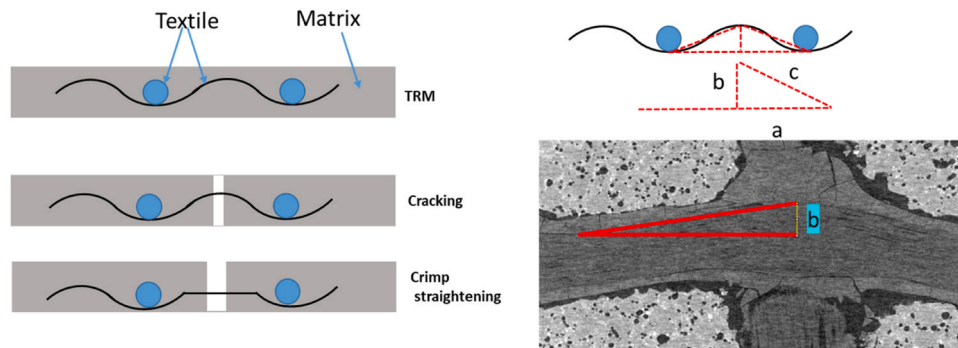 Textile
Matrix
TRM
Cracking
Crimp
straightening
b
c
a
b